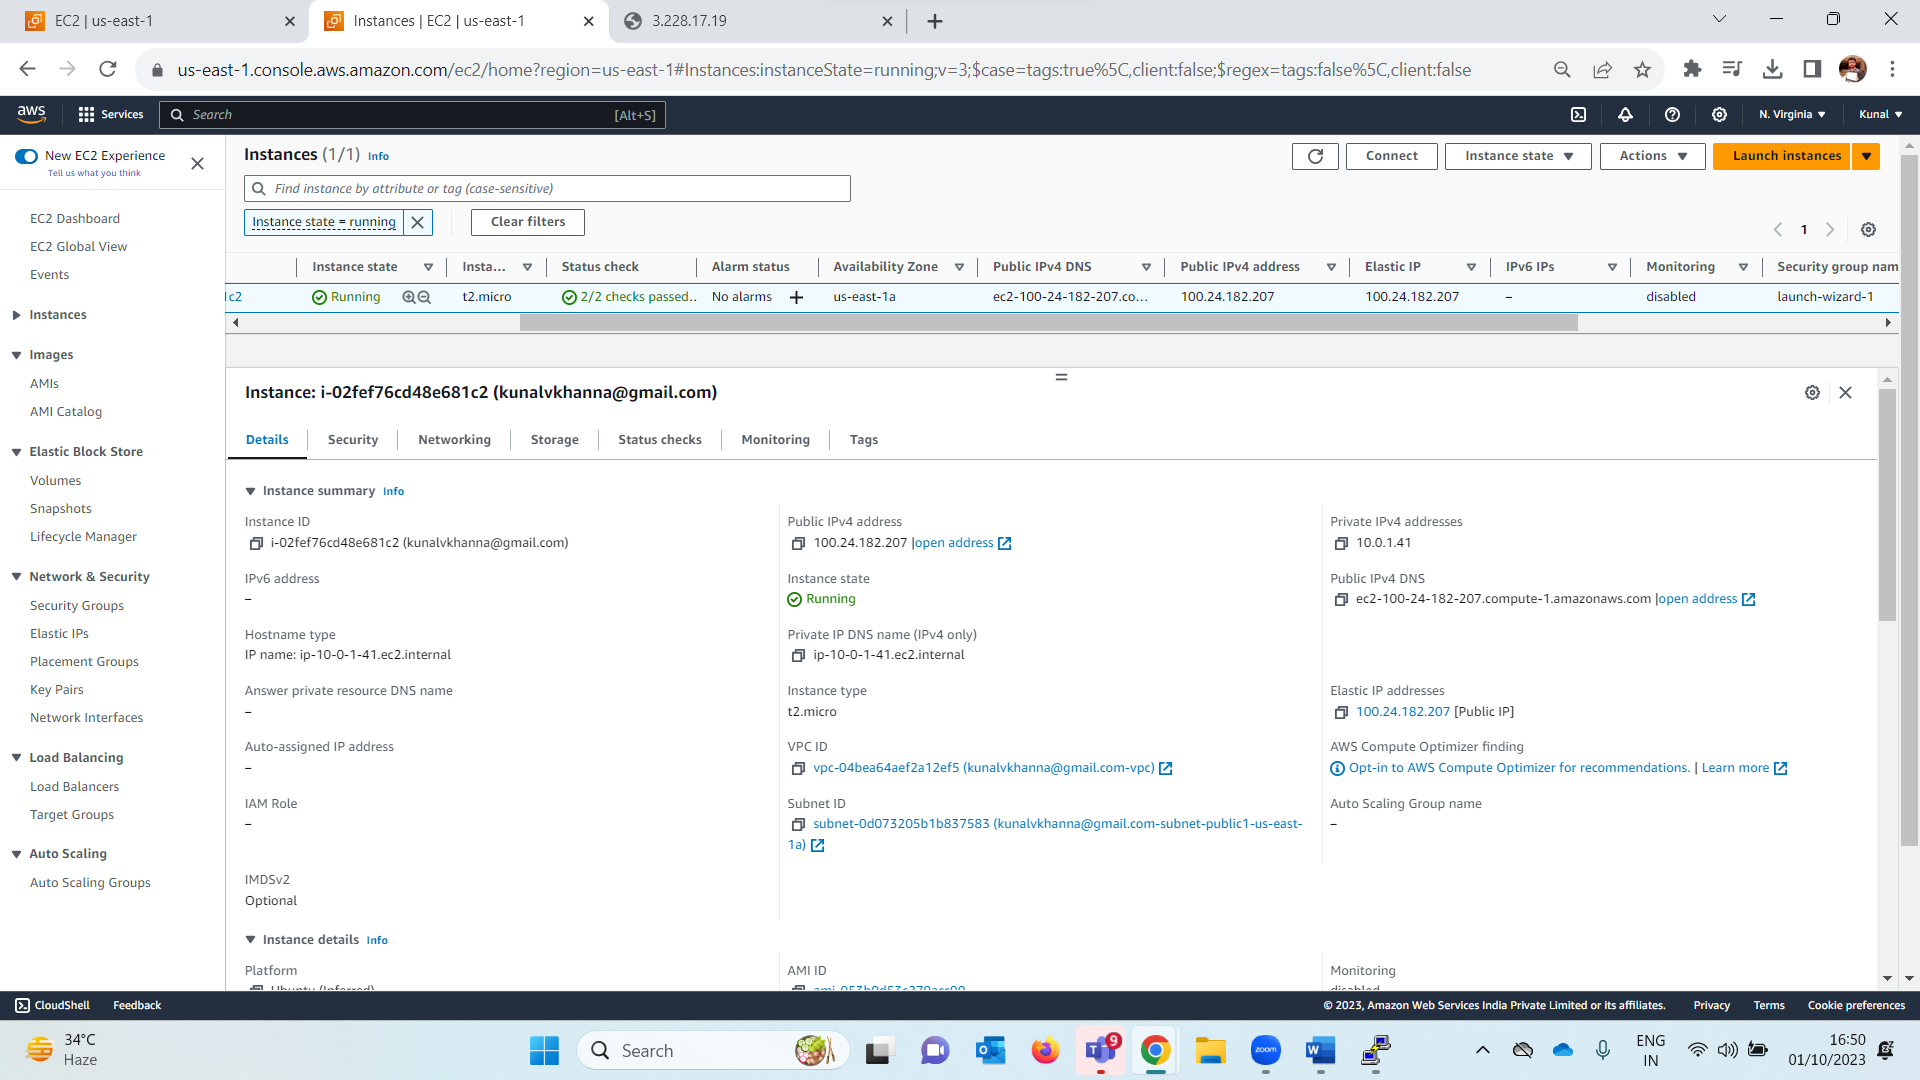 EC2 | us-east-1
Instances | EC2 | us-east-1
3.228.17.19
us-east-1.console.aws.amazon.com/ec2/home?region=us-east-1#Instances:instanceState=running;v=3;$case=tags:true%5C,client:false;$regex=tags:false%5C,client:false
aws
Services
Search
[Alt+S]
N. Virginia
Kunal
New EC2 Experience
Tell us what you think
EC2 Dashboard
EC2 Global View
Events
Instances
Images
AMIs
AMI Catalog
Elastic Block Store
Volumes
Snapshots
Lifecycle Manager
Network & Security
Security Groups
Elastic IPs
Placement Groups
Key Pairs
Network Interfaces
Load Balancing
Load Balancers
Target Groups
Auto Scaling
Auto Scaling Groups
Instances (1/1) Info
Connect
Instance state
Actions
Launch instances
Find instance by attribute or tag (case-sensitive)
Instance state = running
Clear filters
1
Instance state Insta... Status check Alarm status Availability Zone Public IPv4 DNS Public IPv4 address Elastic IP IPv6 IPs Monitoring Security group nam
1c2 Running t2.micro 2/2 checks passed.. No alarms us-east-1a ec2-100-24-182-207.co... 100.24.182.207 100.24.182.207 – disabled launch-wizard-1
Instance: i-02fef76cd48e681c2 (kunalvkhanna@gmail.com)
Details Security Networking Storage Status checks Monitoring Tags
Instance summary Info
Instance ID
i-02fef76cd48e681c2 (kunalvkhanna@gmail.com)
Public IPv4 address
100.24.182.207 |open address
Private IPv4 addresses
10.0.1.41
IPv6 address
–
Instance state
Running
Public IPv4 DNS
ec2-100-24-182-207.compute-1.amazonaws.com |open address
Hostname type
IP name: ip-10-0-1-41.ec2.internal
Private IP DNS name (IPv4 only)
ip-10-0-1-41.ec2.internal
Answer private resource DNS name
–
Instance type
t2.micro
Elastic IP addresses
100.24.182.207 [Public IP]
Auto-assigned IP address
–
VPC ID
vpc-04bea64aef2a12ef5 (kunalvkhanna@gmail.com-vpc)
AWS Compute Optimizer finding
Opt-in to AWS Compute Optimizer for recommendations. | Learn more
IAM Role
–
Subnet ID
subnet-0d073205b1b837583 (kunalvkhanna@gmail.com-subnet-public1-us-east-
1a)
Auto Scaling Group name
–
IMDSv2
Optional
Instance details Info
Platform
Ubuntu (Inferred)
AMI ID
Monitoring
disabled
CloudShell
Feedback
© 2023, Amazon Web Services India Private Limited or its affiliates.
Privacy
Terms
Cookie preferences
34°C
Haze
Search
9
zoom
ENG
IN
16:50
01/10/2023